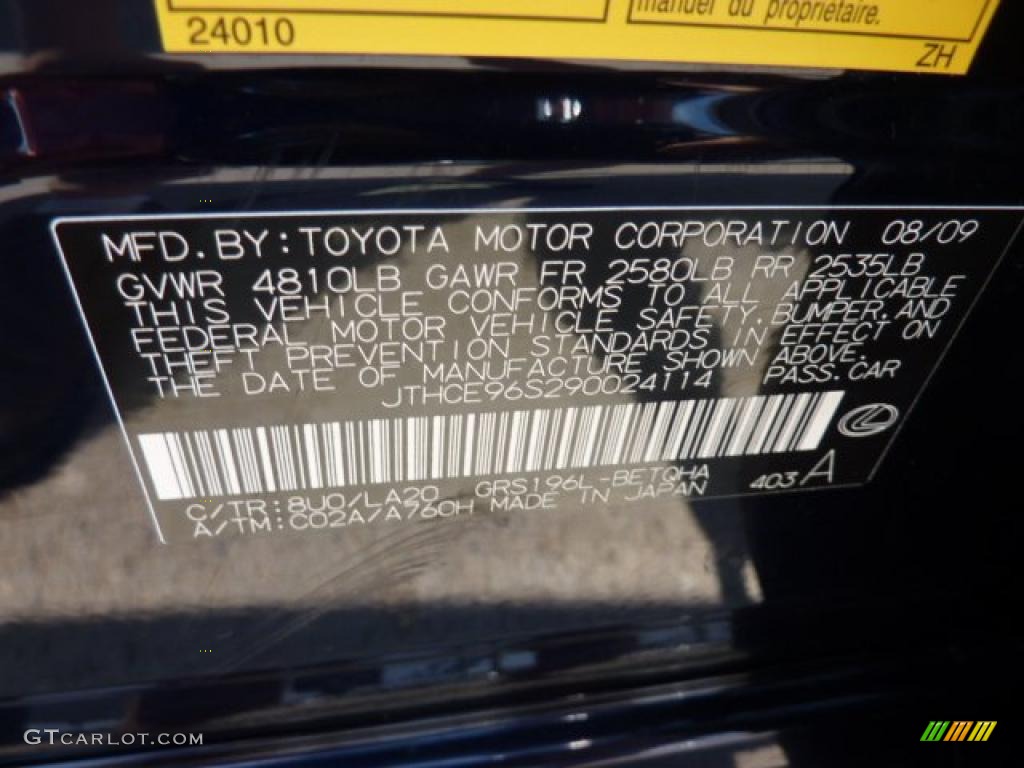 manuel du propriétaire.
24010
ZH
MFD. BY: TOYOTA MOTOR CORPORATION 08/09
GVWR 4810LB GAWR FR 2580LB RR 2535LB
THIS VEHICLE CONFORMS TO ALL APPLICABLE
FEDERAL MOTOR VEHICLE SAFETY, BUMPER, AND
THEFT PREVENTION STANDARDS IN EFFECT ON
THE DATE OF MANUFACTURE SHOWN ABOVE.
JTHCE96S290024114 PASS. CAR
C/TR: 8U0/LA20 GRS196L-BETQHA 403 A
A/TM: C02A/A760H MADE IN JAPAN
GTCARLOT.COM